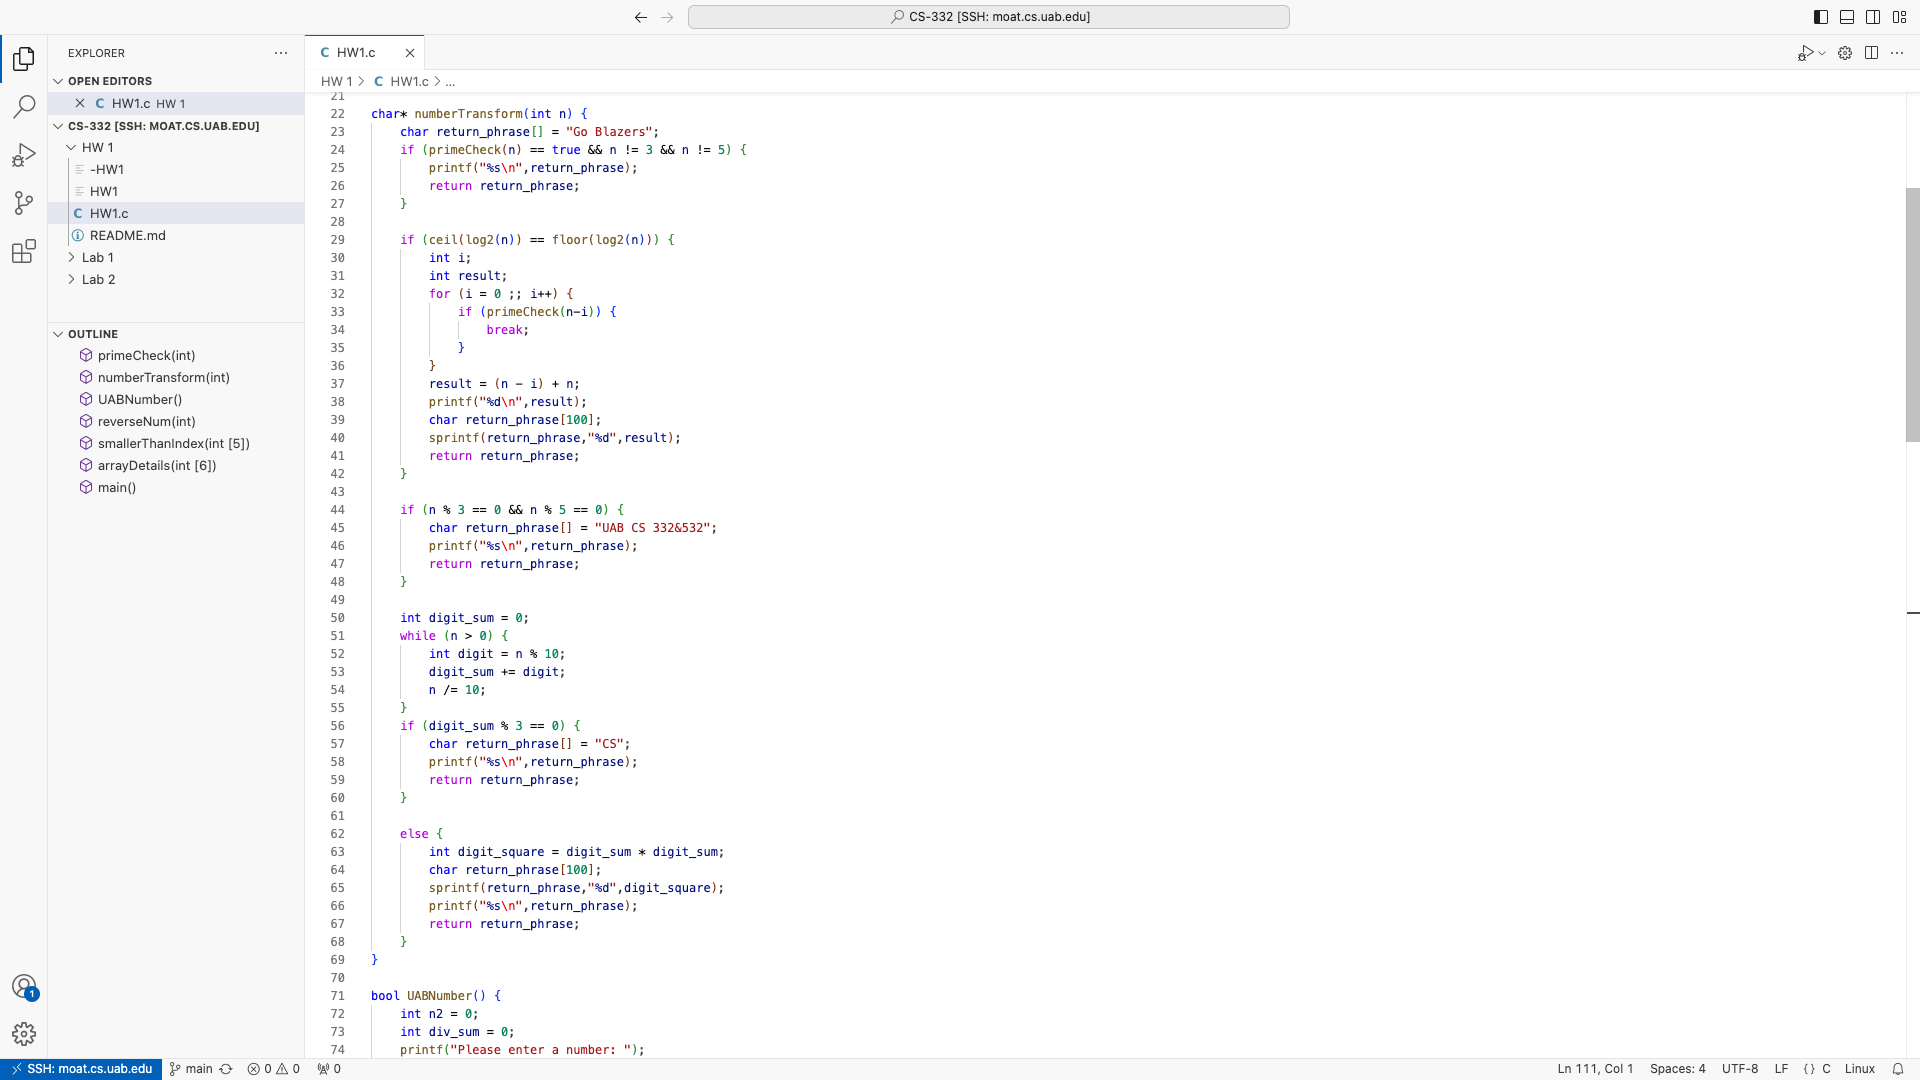 CS-332 [SSH: moat.cs.uab.edu]
EXPLORER
OPEN EDITORS
HW1.c HW 1
CS-332 [SSH: MOAT.CS.UAB.EDU]
HW 1
-HW1
HW1
C HW1.c
README.md
Lab 1
Lab 2
OUTLINE
primeCheck(int)
numberTransform(int)
UABNumber()
reverseNum(int)
smallerThanIndex(int [5])
arrayDetails(int [6])
main()
1
C HW1.c
HW 1 > C HW1.c > ...
21
22 char* numberTransform(int n) {
23     char return_phrase[] = "Go Blazers";
24     if (primeCheck(n) == true && n != 3 && n != 5) {
25         printf("%s\n",return_phrase);
26         return return_phrase;
27     }
28
29     if (ceil(log2(n)) == floor(log2(n))) {
30         int i;
31         int result;
32         for (i = 0 ;; i++) {
33             if (primeCheck(n-i)) {
34                 break;
35             }
36         }
37         result = (n - i) + n;
38         printf("%d\n",result);
39         char return_phrase[100];
40         sprintf(return_phrase,"%d",result);
41         return return_phrase;
42     }
43
44     if (n % 3 == 0 && n % 5 == 0) {
45         char return_phrase[] = "UAB CS 332&532";
46         printf("%s\n",return_phrase);
47         return return_phrase;
48     }
49
50     int digit_sum = 0;
51     while (n > 0) {
52         int digit = n % 10;
53         digit_sum += digit;
54         n /= 10;
55     }
56     if (digit_sum % 3 == 0) {
57         char return_phrase[] = "CS";
58         printf("%s\n",return_phrase);
59         return return_phrase;
60     }
61
62     else {
63         int digit_square = digit_sum * digit_sum;
64         char return_phrase[100];
65         sprintf(return_phrase,"%d",digit_square);
66         printf("%s\n",return_phrase);
67         return return_phrase;
68     }
69 }
70
71 bool UABNumber() {
72     int n2 = 0;
73     int div_sum = 0;
74     printf("Please enter a number: ");
SSH: moat.cs.uab.edu main 0 0 0 Ln 111, Col 1 Spaces: 4 UTF-8 LF {} C Linux